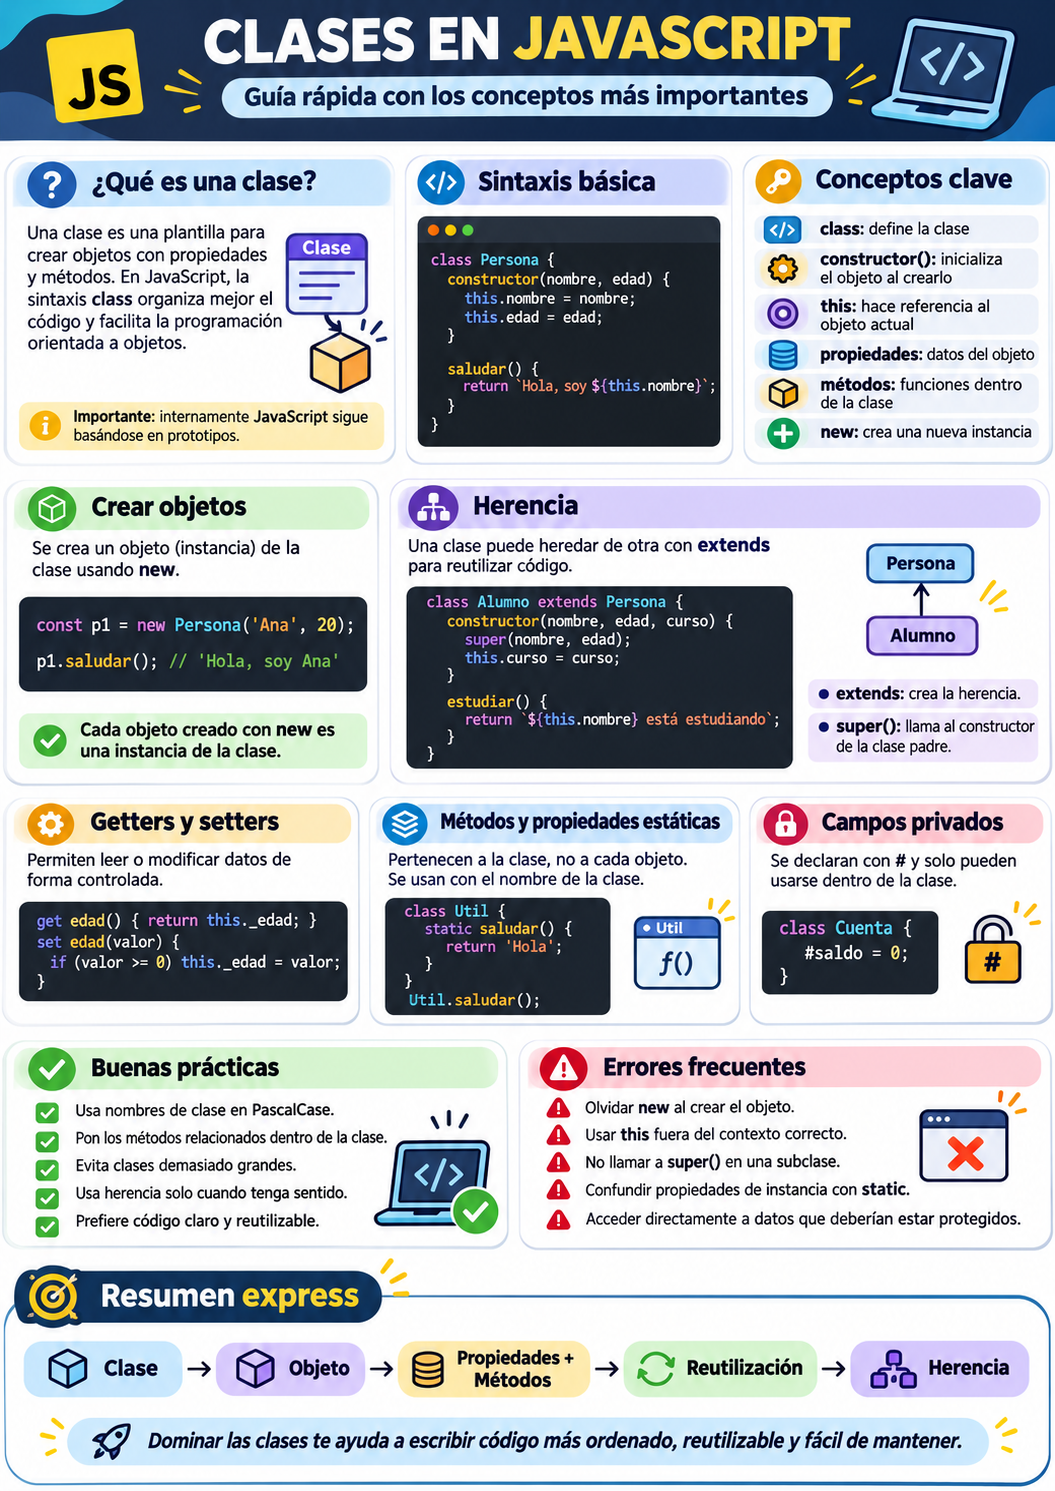 JS
CLASES EN JAVASCRIPT
Guía rápida con los conceptos más importantes
</>
?
¿Qué es una clase?
Una clase es una plantilla para
crear objetos con propiedades
y métodos. En JavaScript, la
sintaxis class organiza mejor el
código y facilita la programación
orientada a objetos.
Clase
i
Importante: internamente JavaScript sigue
basándose en prototipos.
</>
Sintaxis básica
class Persona {
constructor(nombre, edad) {
this.nombre = nombre;
this.edad = edad;
}
saludar() {
return `Hola, soy ${this.nombre}`;
}
}
Conceptos clave
</>
class: define la clase
constructor(): inicializa
el objeto al crearlo
this: hace referencia al
objeto actual
propiedades: datos del objeto
métodos: funciones dentro
de la clase
new: crea una nueva instancia
Crear objetos
Se crea un objeto (instancia) de la
clase usando new.
const p1 = new Persona('Ana', 20);
p1.saludar(); // 'Hola, soy Ana'
Cada objeto creado con new es
una instancia de la clase.
Herencia
Una clase puede heredar de otra con extends
para reutilizar código.
class Alumno extends Persona {
constructor(nombre, edad, curso) {
super(nombre, edad);
this.curso = curso;
}
estudiar() {
return `${this.nombre} está estudiando`;
}
}
Persona
Alumno
extends: crea la herencia.
super(): llama al constructor
de la clase padre.
Getters y setters
Permiten leer o modificar datos de
forma controlada.
get edad() { return this._edad; }
set edad(valor) {
if (valor >= 0) this._edad = valor;
}
Métodos y propiedades estáticas
Pertenecen a la clase, no a cada objeto.
Se usan con el nombre de la clase.
class Util {
static saludar() {
return 'Hola';
}
}
Util.saludar();
Util
f()
Campos privados
Se declaran con # y solo pueden
usarse dentro de la clase.
class Cuenta {
#saldo = 0;
}
#
Buenas prácticas
Usa nombres de clase en PascalCase.
Pon los métodos relacionados dentro de la clase.
Evita clases demasiado grandes.
Usa herencia solo cuando tenga sentido.
Prefiere código claro y reutilizable.
</>
Errores frecuentes
Olvidar new al crear el objeto.
Usar this fuera del contexto correcto.
No llamar a super() en una subclase.
Confundir propiedades de instancia con static.
Acceder directamente a datos que deberían estar protegidos.
Resumen express
Clase
Objeto
Propiedades +
Métodos
Reutilización
Herencia
Dominar las clases te ayuda a escribir código más ordenado, reutilizable y fácil de mantener.